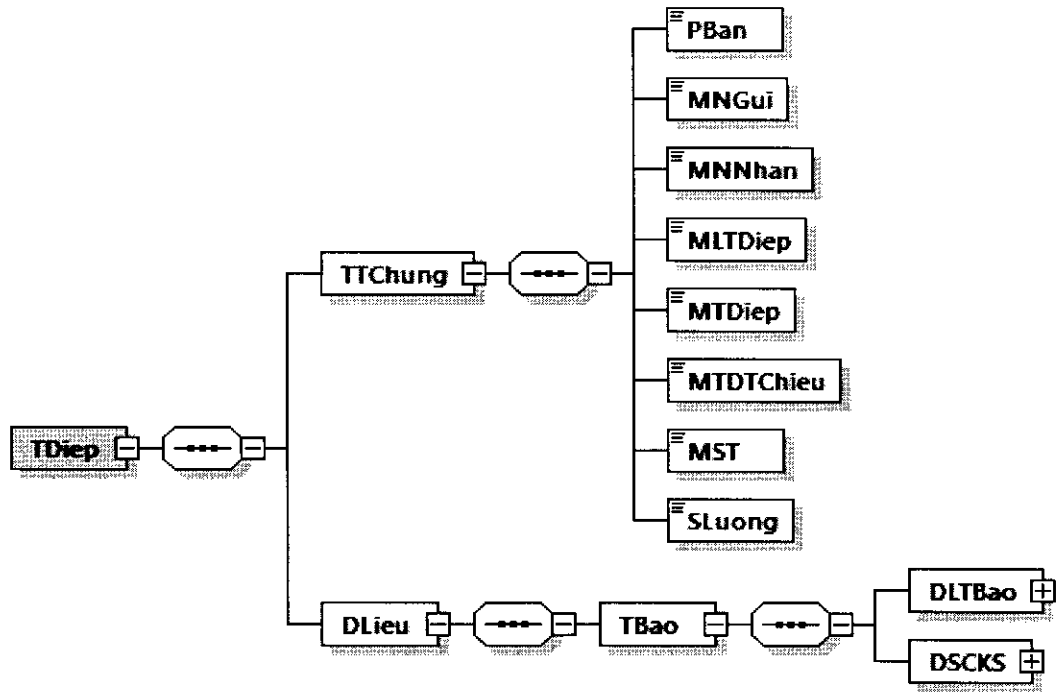 PBan
MNGui
MNNhan
MLTDiep
TTChung
MTDiep
MTDTChieu
TDiep
MST
SLuong
DLTBao
DLieu
TBao
DSCKS